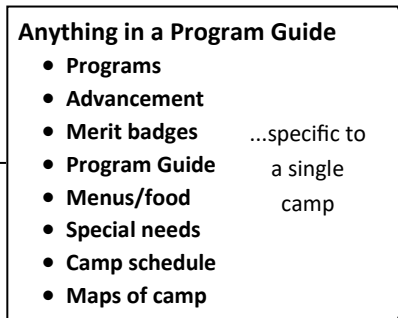 Anything in a Program Guide
• Programs
• Advancement
• Merit badges
• Program Guide
• Menus/food
• Special needs
• Camp schedule
• Maps of camp
...specific to
a single
camp